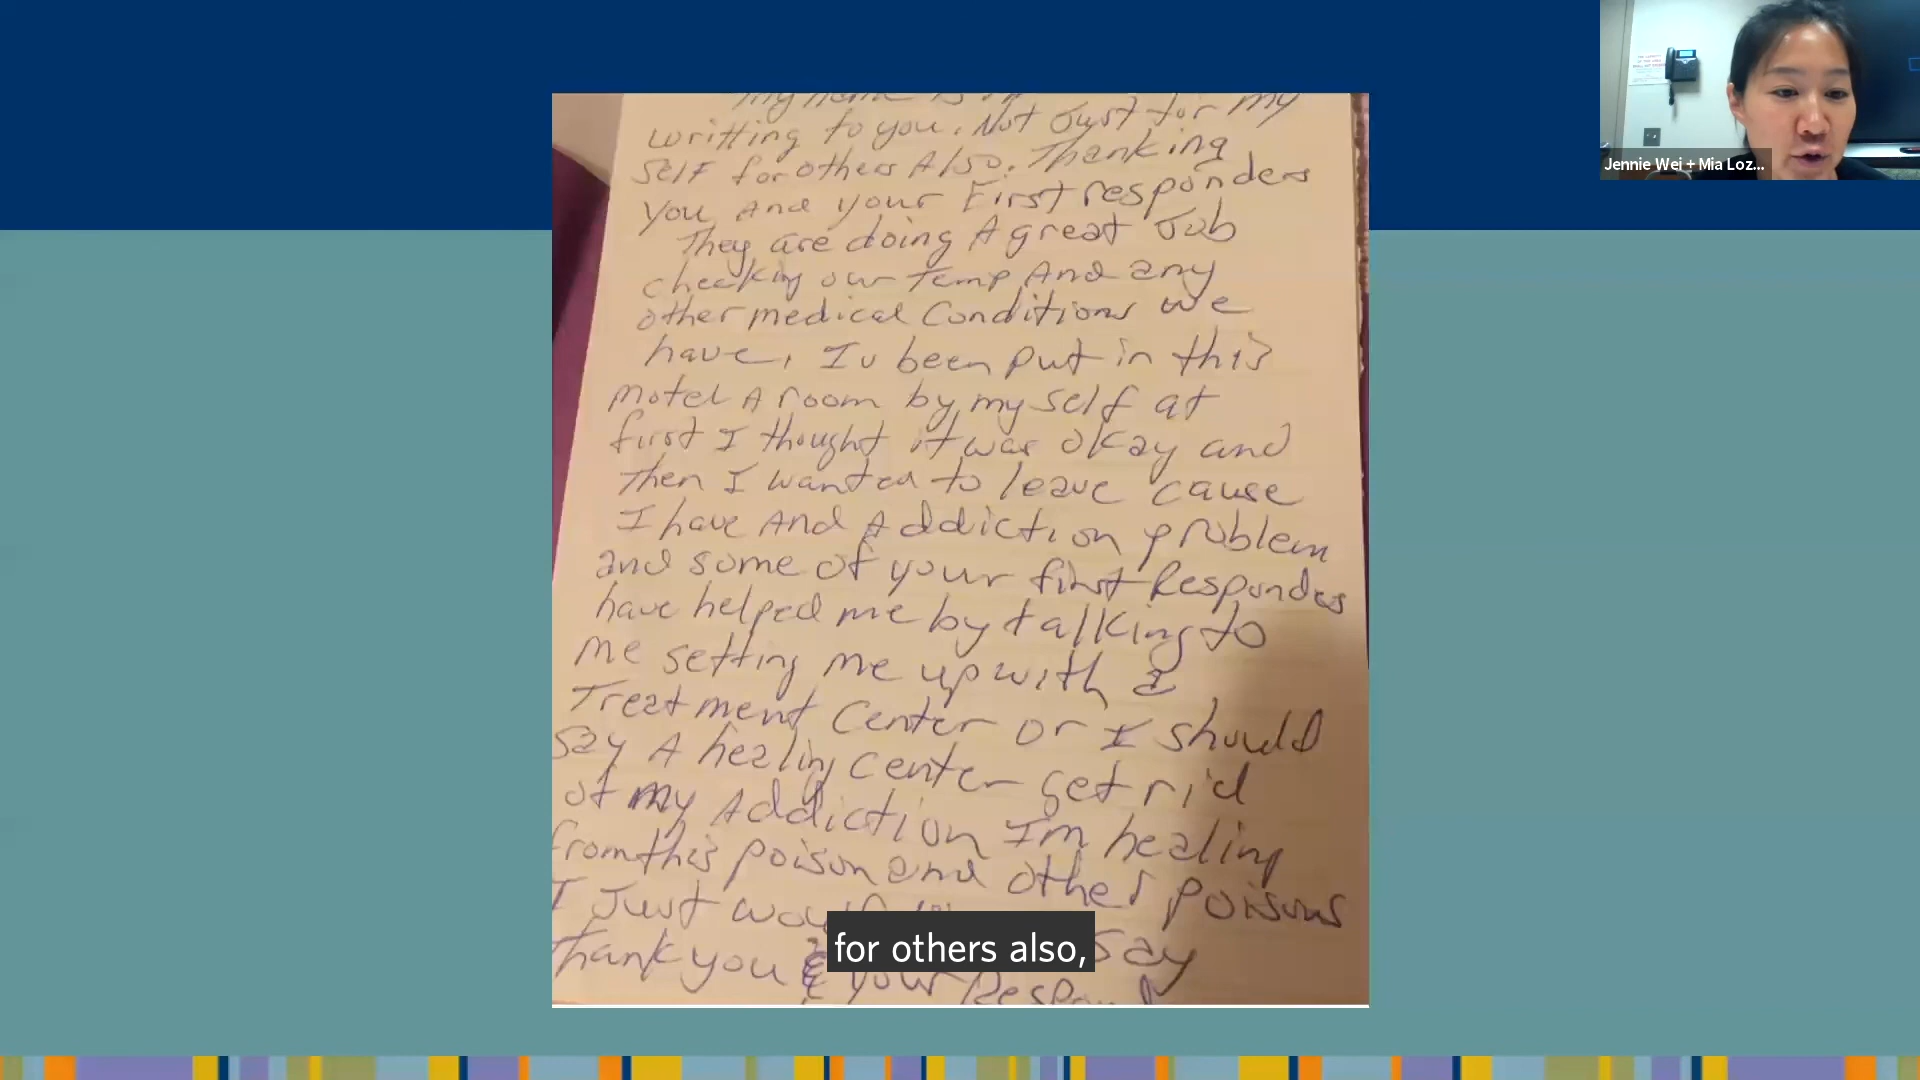 My name is
writting to you. Not Just for my
self for others Also. Thanking
you and your First responders
They are doing A great Job
checking our Temp And any
other medical Conditions we
have, Iv been put in this
motel A room by my self at
first I thought it was okay and
Then I wanted to leave cause
I have And Addiction problem
and some of your first Responders
have helped me by talking to
me setting me up with a
Treatment Center or I should
say A healing center get rid
of my Addiction Im healing
from this poison and other poisons
I Just say
thank you & your
for others also,
Jennie Wei + Mia Loz...